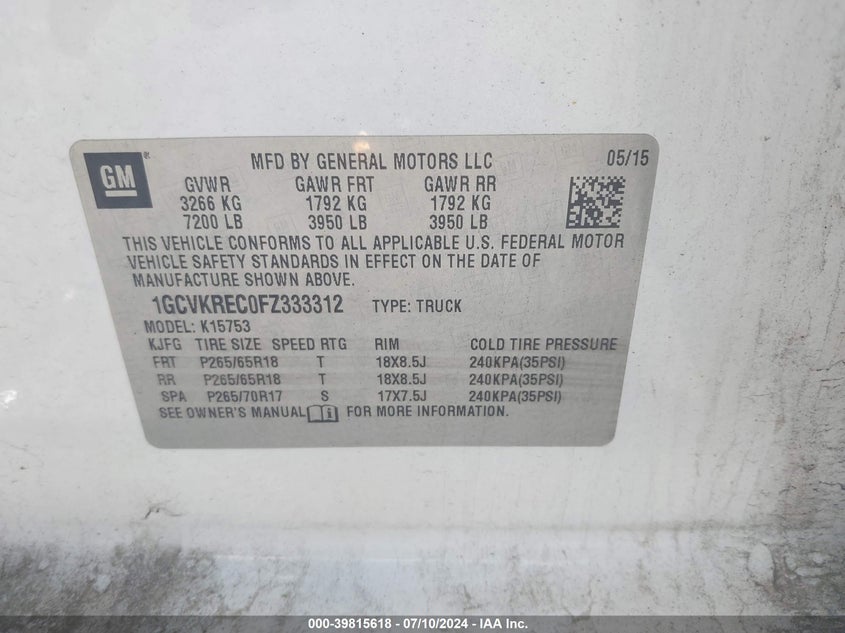 GM
MFD BY GENERAL MOTORS LLC 05/15
GVWR GAWR FRT GAWR RR
3266 KG 1792 KG 1792 KG
7200 LB 3950 LB 3950 LB
THIS VEHICLE CONFORMS TO ALL APPLICABLE U.S. FEDERAL MOTOR
VEHICLE SAFETY STANDARDS IN EFFECT ON THE DATE OF
MANUFACTURE SHOWN ABOVE.
1GCVKREC0FZ333312 TYPE: TRUCK
MODEL: K15753
KJFG TIRE SIZE SPEED RTG RIM COLD TIRE PRESSURE
FRT P265/65R18 T 18X8.5J 240KPA(35PSI)
RR P265/65R18 T 18X8.5J 240KPA(35PSI)
SPA P265/70R17 S 17X7.5J 240KPA(35PSI)
SEE OWNER'S MANUAL i FOR MORE INFORMATION.
000-39815618 - 07/10/2024 - IAA Inc.